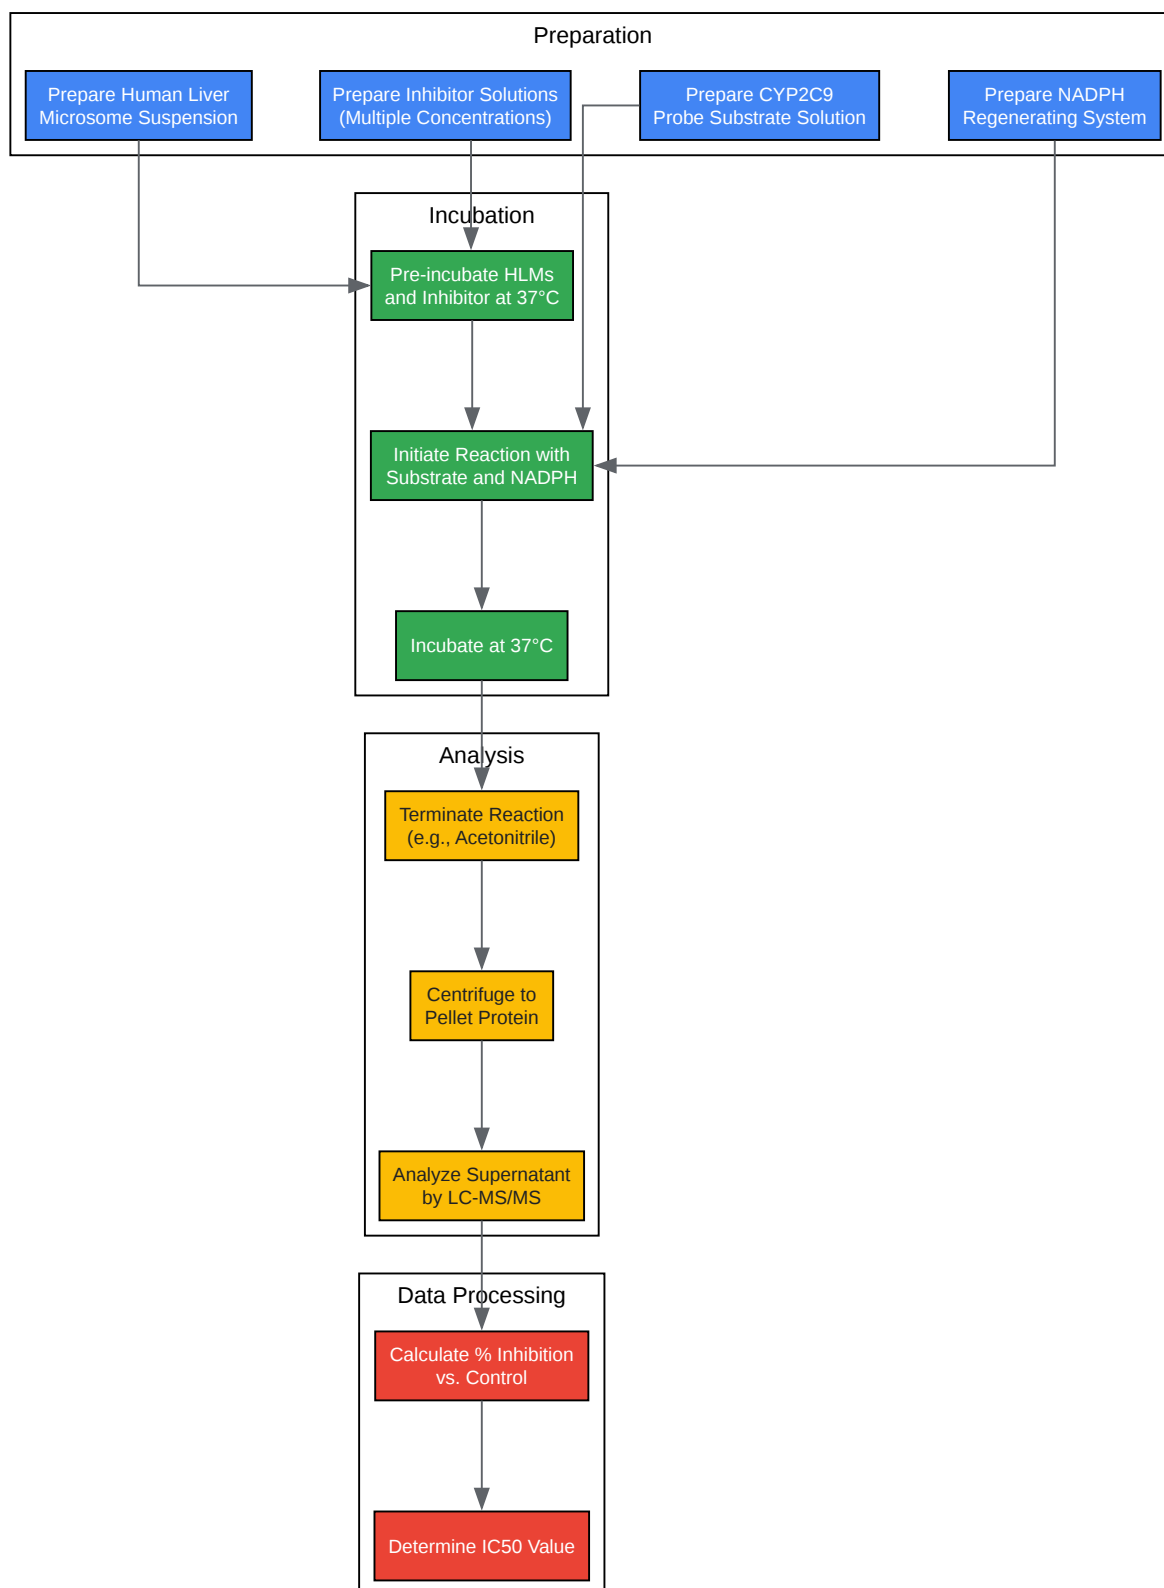 Preparation
Prepare Human Liver
Microsome Suspension
Prepare Inhibitor Solutions
(Multiple Concentrations)
Prepare CYP2C9
Probe Substrate Solution
Prepare NADPH
Regenerating System
Incubation
Pre-incubate HLMs
and Inhibitor at 37°C
Initiate Reaction with
Substrate and NADPH
Incubate at 37°C
Analysis
Terminate Reaction
(e.g., Acetonitrile)
Centrifuge to
Pellet Protein
Analyze Supernatant
by LC-MS/MS
Data Processing
Calculate % Inhibition
vs. Control
Determine IC50 Value